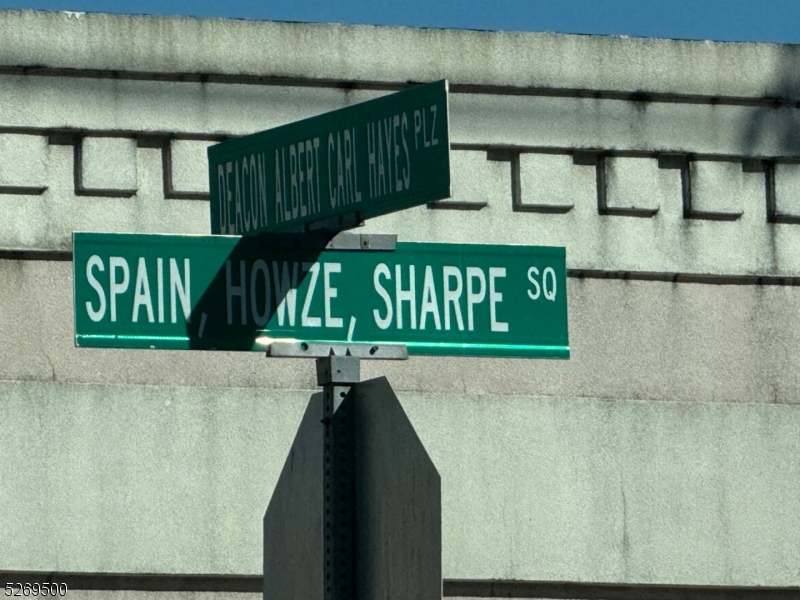 DEACON ALBERT CARL HAYES PLZ
SPAIN, HOWZE, SHARPE SQ
5269500